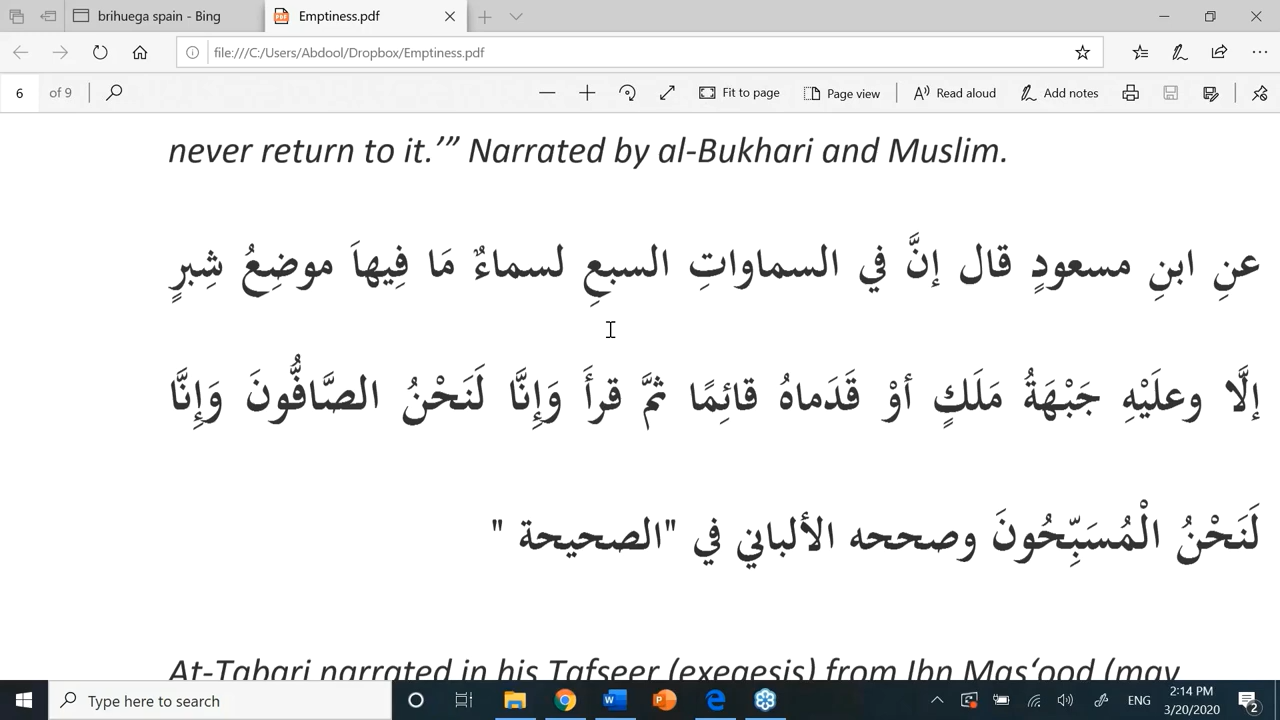 brihuega spain - Bing
Emptiness.pdf
file:///C:/Users/Abdool/Dropbox/Emptiness.pdf
6 of 9
Fit to page
Page view
Read aloud
Add notes
never return to it.’” Narrated by al-Bukhari and Muslim.
عنِ ابنِ مسعودٍ قال إنَّ في السماواتِ السبعِ لسماءٌ مَا فِيهاَ موضِعُ شِبرٍ
إلَّا وعلَيْهِ جَبْهَةُ مَلَكٍ أوْ قَدَماهُ قائِمًا ثمَّ قرأَ وَإِنَّا لَنَحْنُ الصَّافُّونَ وَإِنَّا
لَنَحْنُ الْمُسَبِّحُونَ وصححه الألباني في "الصحيحة "
At-Tabari narrated in his Tafseer (exegesis) from Ibn Mas‘ood (may
Type here to search
ENG
2:14 PM
3/20/2020
2